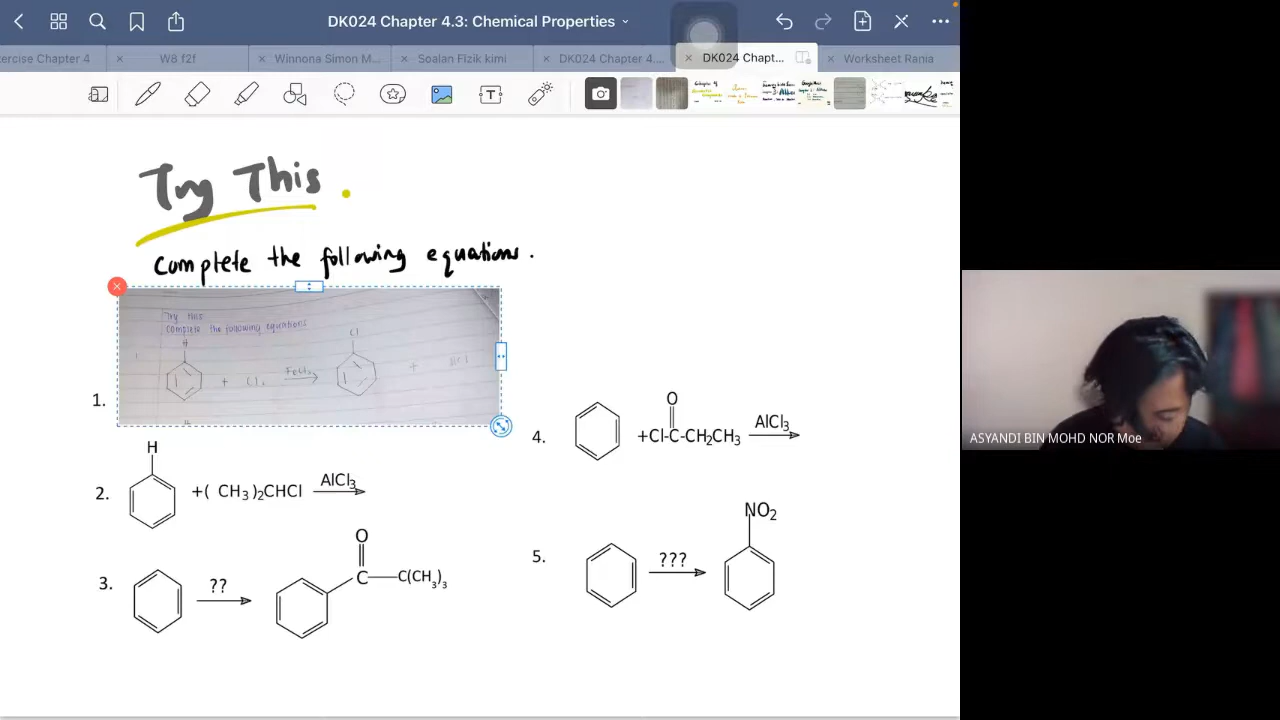 DK024 Chapter 4.3: Chemical Properties
ercise Chapter 4
W8 f2f
Winnona Simon M...
Soalan Fizik kimi
DK024 Chapter 4....
DK024 Chapt...
Worksheet Rania
T
Try This.
Complete the following equations.
Try this
Complete the following equations
1
H
Cl
+ Cl₂ FeCl₃ +
1.
H
2.
+( CH3)2CHCl AlCl3
3.
??
O
C—C(CH3)3
4.
O
+Cl-C-CH2CH3 AlCl3
5.
???
NO2
ASYANDI BIN MOHD NOR Moe